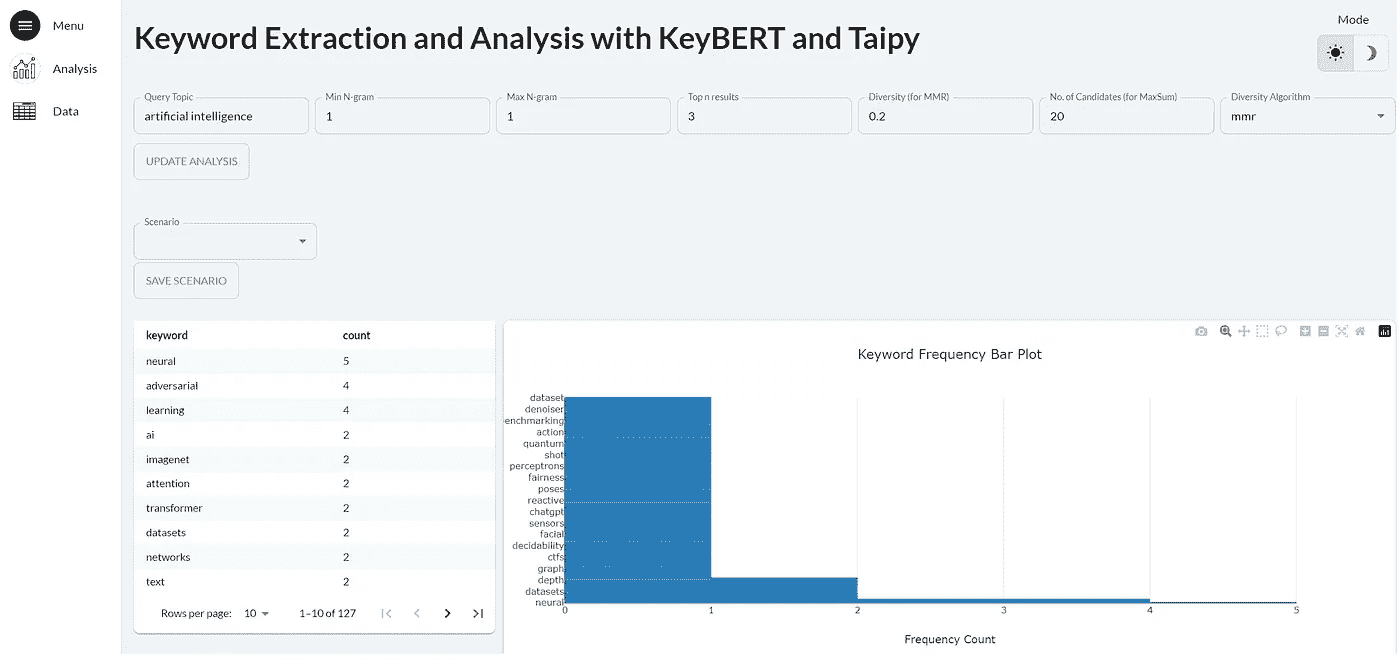 Menu
Analysis
Data
Keyword Extraction and Analysis with KeyBERT and Taipy
Mode
Query Topic
artificial intelligence
Min N-gram
1
Max N-gram
1
Top n results
3
Diversity (for MMR)
0.2
No. of Candidates (for MaxSum)
20
Diversity Algorithm
mmr
UPDATE ANALYSIS
Scenario
SAVE SCENARIO
keyword count
neural 5
adversarial 4
learning 4
ai 2
imagenet 2
attention 2
transformer 2
datasets 2
networks 2
text 2
Rows per page: 10 1–10 of 127
Keyword Frequency Bar Plot
dataset
denoiser
enchmarking
action
quantum
shot
perceptrons
fairness
poses
reactive
chatgpt
sensors
facial
decidability
ctfs
graph
depth
datasets
neural
0 1 2 3 4 5
Frequency Count